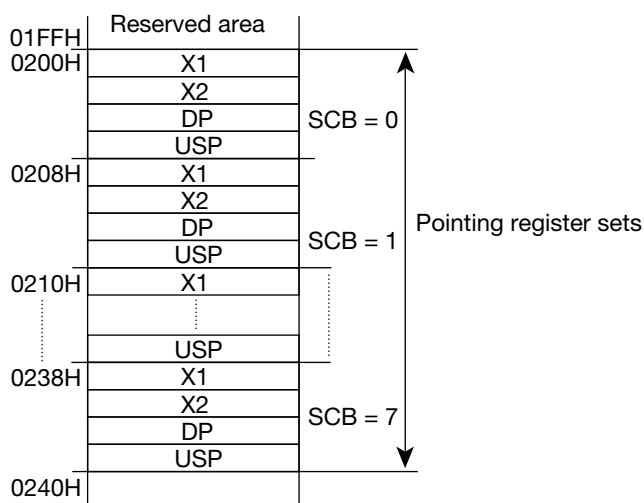 Reserved area
01FFH
0200H
X1
X2
DP
SCB = 0
USP
0208H
X1
X2
DP
Pointing register sets
SCB = 1
USP
0210H
X1
USP
0238H
X1
X2
SCB = 7
DP
USP
0240H